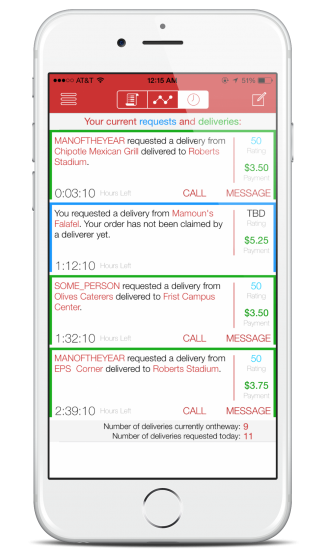 AT&T 12:15 AM 51%
Your current requests and deliveries:
MANOFTHEYEAR requested a delivery from 50
Chipotle Mexican Grill delivered to Roberts Rating
Stadium. $3.50
Payment
0:03:10 Hours Left CALL MESSAGE
You requested a delivery from Mamoun's TBD
Falafel. Your order has not been claimed by Rating
a deliverer yet. $5.25
Payment
1:12:10 Hours Left
SOME_PERSON requested a delivery from 50
Olives Caterers delivered to Frist Campus Rating
Center. $3.50
Payment
1:32:10 Hours Left CALL MESSAGE
MANOFTHEYEAR requested a delivery from 50
EPS Corner delivered to Roberts Stadium. Rating
$3.75
Payment
2:39:10 Hours Left CALL MESSAGE
Number of deliveries currently ontheway: 9
Number of deliveries requested today: 11